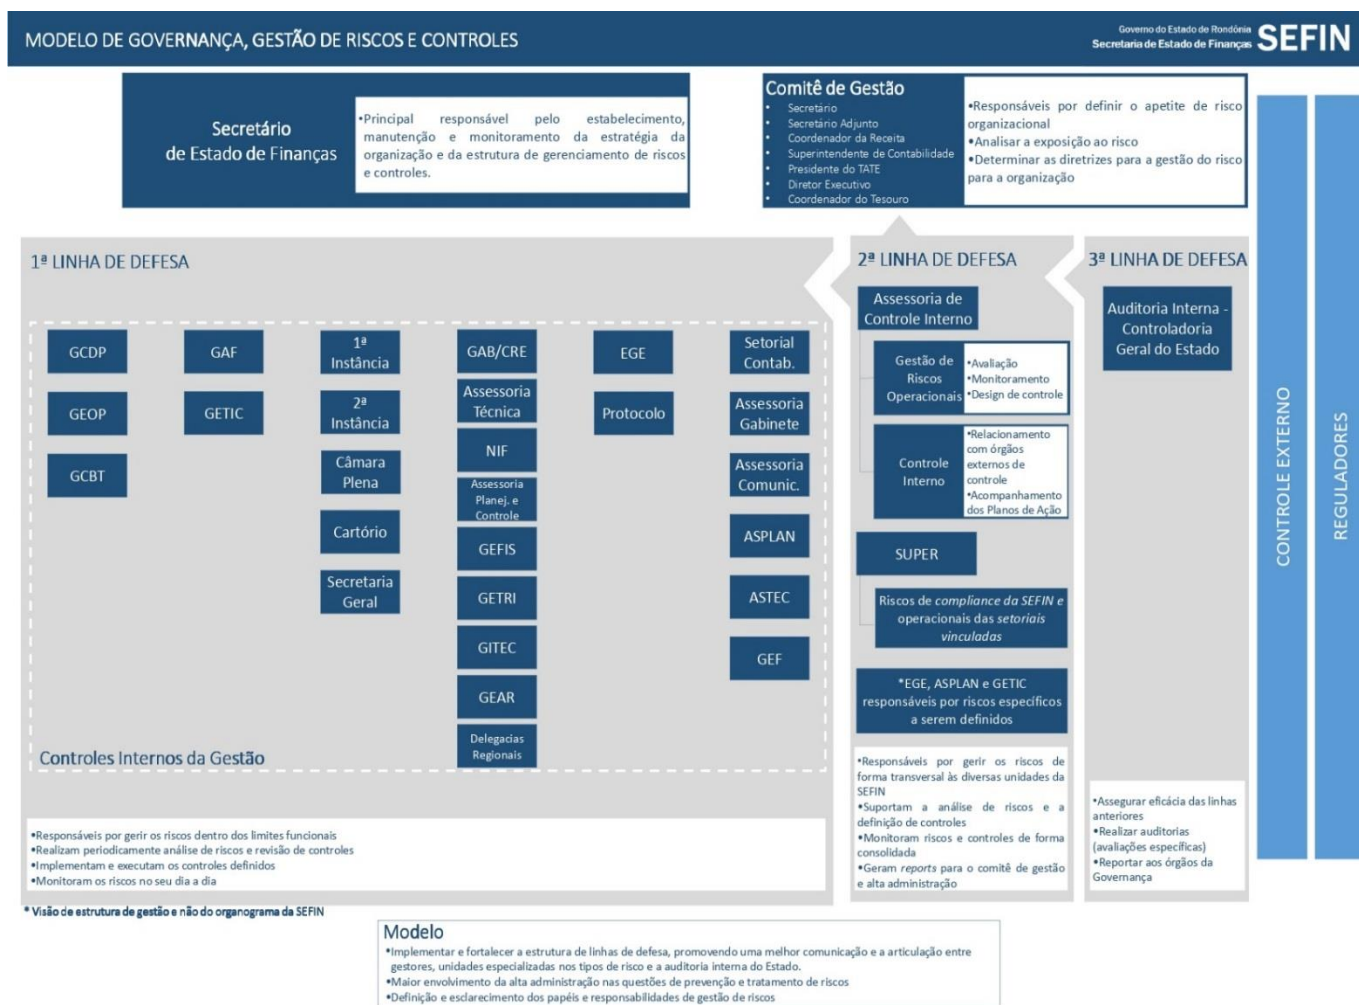 MODELO DE GOVERNANÇA, GESTÃO DE RISCOS E CONTROLES
Governo do Estado de Rondônia
Secretaria de Estado de Finanças
SEFIN
Secretário
de Estado de Finanças
•Principal responsável pelo estabelecimento,
manutenção e monitoramento da estratégia da
organização e da estrutura de gerenciamento de riscos
e controles.
Comitê de Gestão
• Secretário
• Secretário Adjunto
• Coordenador da Receita
• Superintendente de Contabilidade
• Presidente do TATE
• Diretor Executivo
• Coordenador do Tesouro
•Responsáveis por definir o apetite de risco
organizacional
•Analisar a exposição ao risco
•Determinar as diretrizes para a gestão do risco
para a organização
1ª LINHA DE DEFESA
GCDP
GEOP
GCBT
GAF
GETIC
1ª
Instância
2ª
Instância
Câmara
Plena
Cartório
Secretaria
Geral
GAB/CRE
Assessoria
Técnica
NIF
Assessoria
Planej. e
Controle
GEFIS
GETRI
GITEC
GEAR
Delegacias
Regionais
EGE
Protocolo
Setorial
Contab.
Assessoria
Gabinete
Assessoria
Comunic.
ASPLAN
ASTEC
GEF
Controles Internos da Gestão
•Responsáveis por gerir os riscos dentro dos limites funcionais
•Realizam periodicamente análise de riscos e revisão de controles
•Implementam e executam os controles definidos
•Monitoram os riscos no seu dia a dia
2ª LINHA DE DEFESA
Assessoria de
Controle Interno
Gestão de
Riscos
Operacionais
•Avaliação
•Monitoramento
•Design de controle
Controle
Interno
•Relacionamento
com órgãos
externos de
controle
•Acompanhamento
dos Planos de Ação
SUPER
Riscos de compliance da SEFIN e
operacionais das setoriais
vinculadas
*EGE, ASPLAN e GETIC
responsáveis por riscos específicos
a serem definidos
•Responsáveis por gerir os riscos de
forma transversal às diversas unidades da
SEFIN
•Suportam a análise de riscos e a
definição de controles
•Monitoram riscos e controles de forma
consolidada
•Geram reports para o comitê de gestão
e alta administração
3ª LINHA DE DEFESA
Auditoria Interna -
Controladoria
Geral do Estado
•Assegurar eficácia das linhas
anteriores
•Realizar auditorias
(avaliações específicas)
•Reportar aos órgãos da
Governança
CONTROLE EXTERNO
REGULADORES
* Visão de estrutura de gestão e não do organograma da SEFIN
Modelo
•Implementar e fortalecer a estrutura de linhas de defesa, promovendo uma melhor comunicação e a articulação entre
gestores, unidades especializadas nos tipos de risco e a auditoria interna do Estado.
•Maior envolvimento da alta administração nas questões de prevenção e tratamento de riscos
•Definição e esclarecimento dos papéis e responsabilidades de gestão de riscos